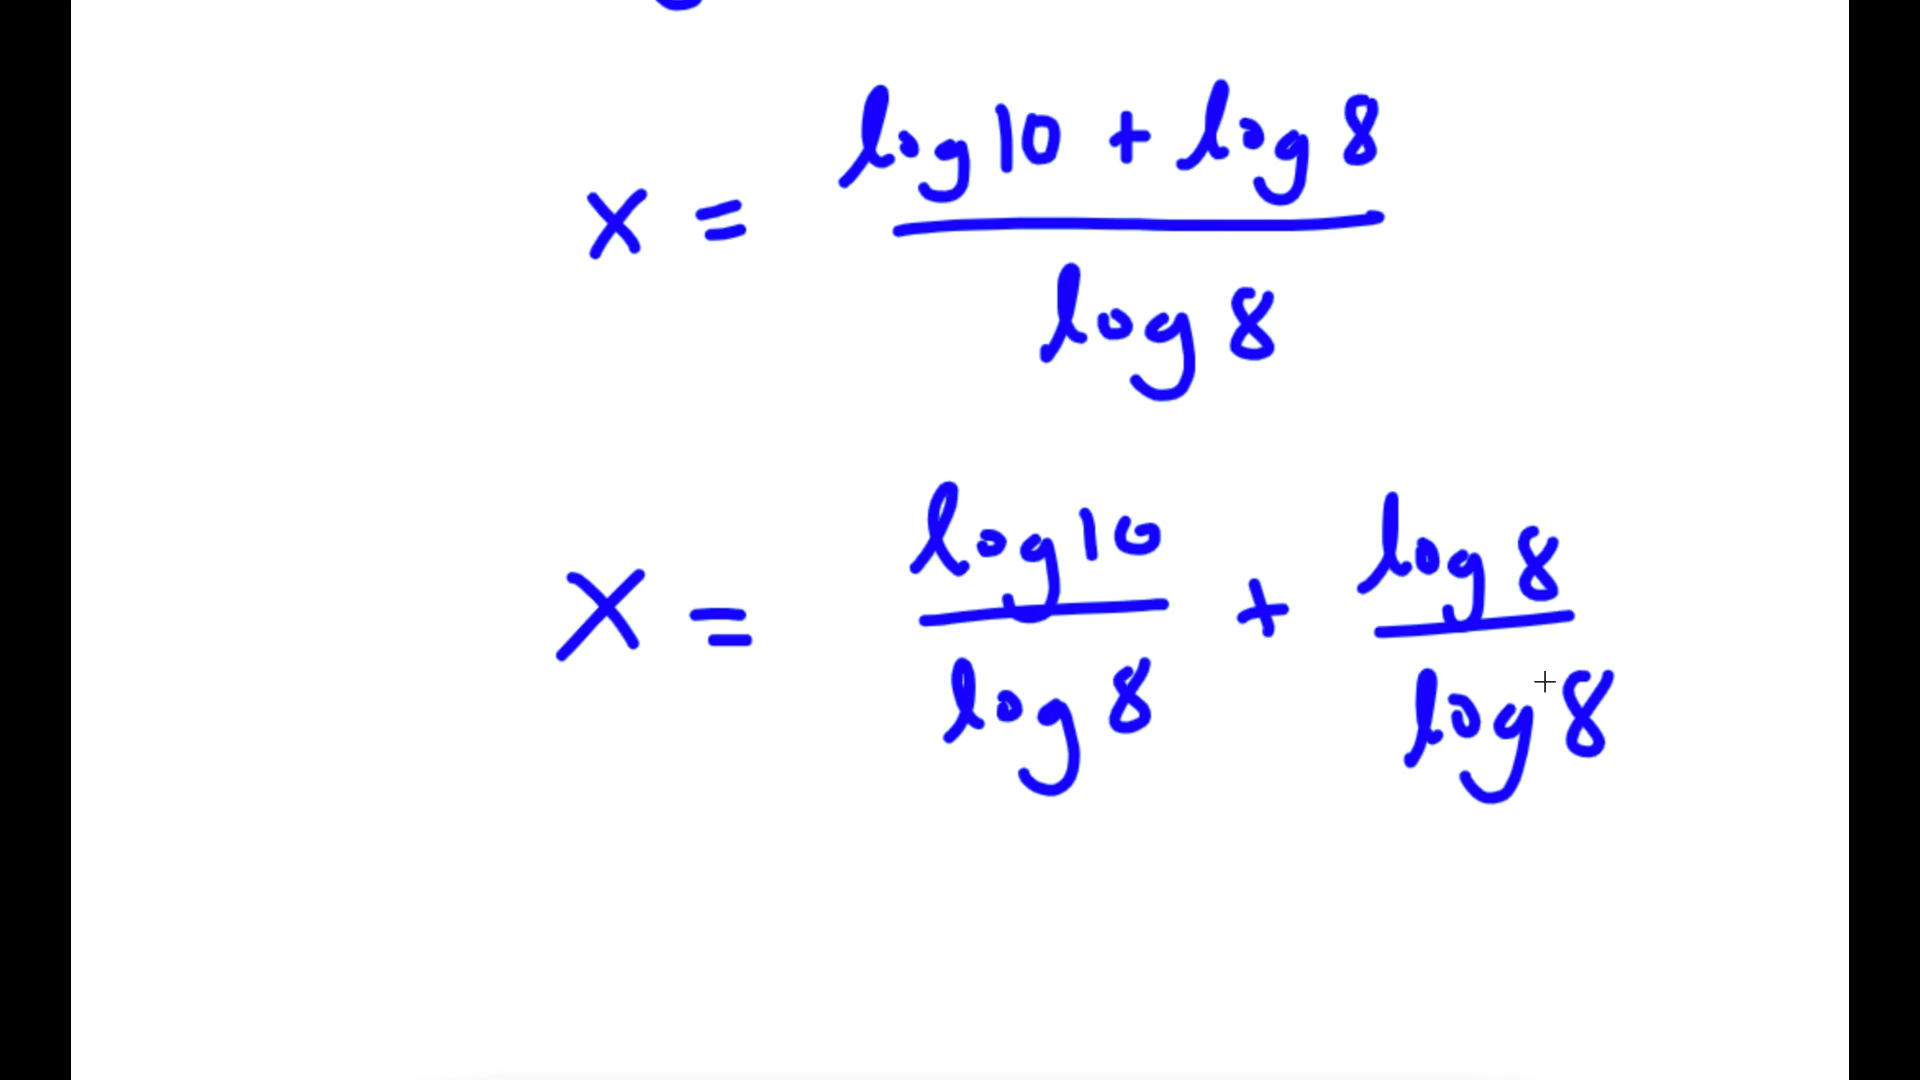 x = (log 10 + log 8) / (log 8)
x = (log 10) / (log 8) + (log 8) / (log 8)